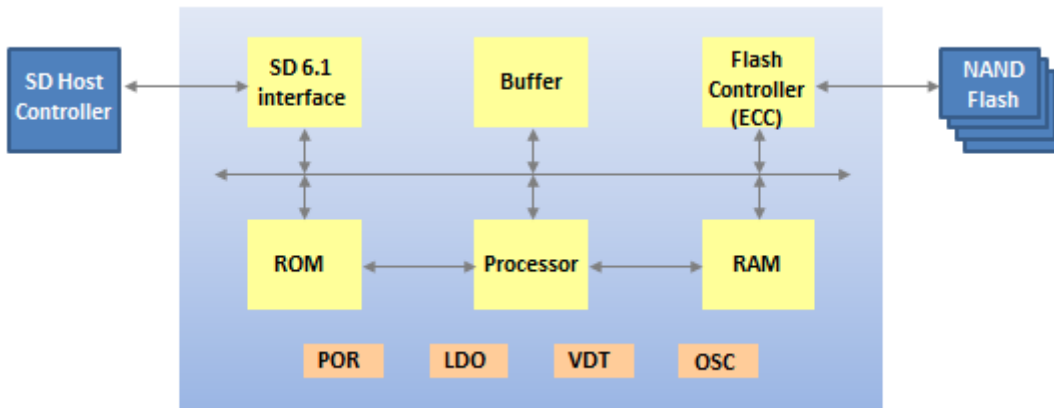 SD Host
Controller
SD 6.1
interface
Buffer
Flash
Controller
(ECC)
NAND
Flash
ROM
Processor
RAM
POR
LDO
VDT
OSC